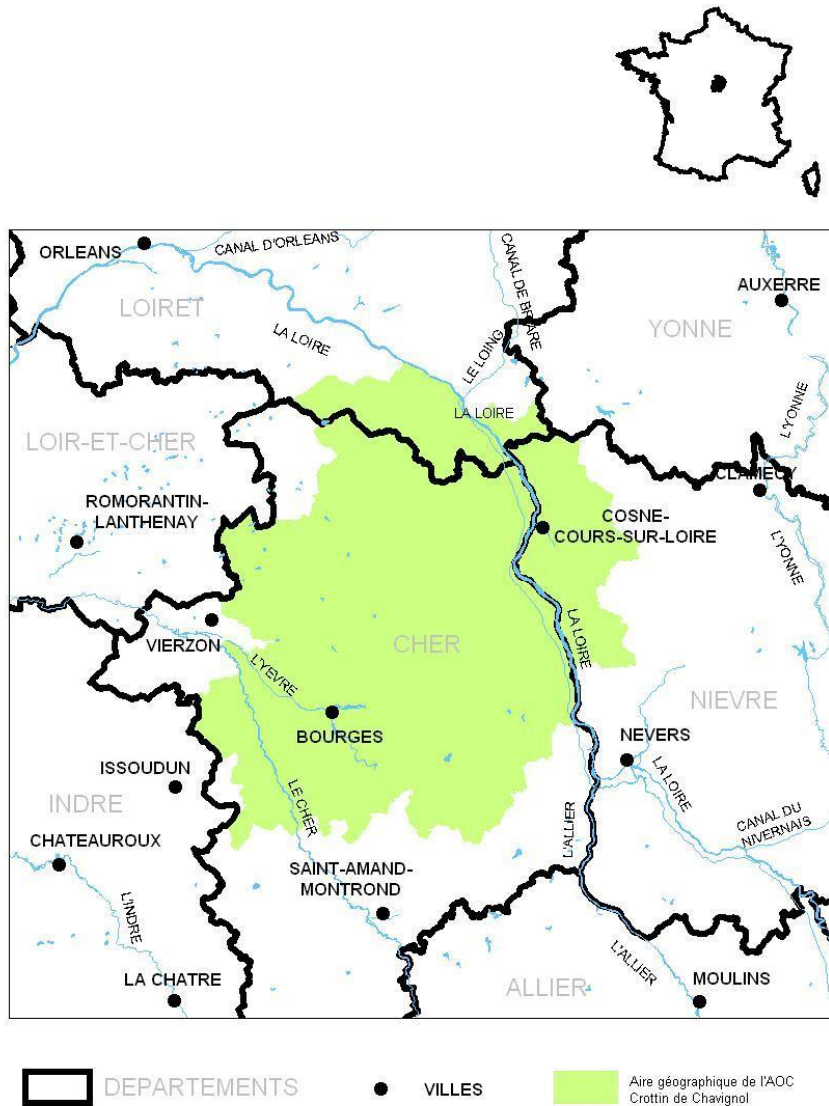 ORLEANS
CANAL D'ORLEANS
CANAL DE BRIARE
AUXERRE
LOIRET
YONNE
LA LOIRE
LE LOING
LA LOIRE
L'YONNE
LOIR-ET-CHER
CLAMECY
ROMORANTIN-
LANTHENAY
COSNE-
COURS-SUR-LOIRE
L'YONNE
VIERZON
CHER
LA LOIRE
L'YEVRE
NIEVRE
BOURGES
NEVERS
ISSOUDUN
LA LOIRE
INDRE
LE CHER
CANAL DU
NIVERNAIS
CHATEAUROUX
L'ALLIER
SAINT-AMAND-
MONTROND
L'INDRE
L'ALLIER
LA CHATRE
ALLIER
MOULINS
DEPARTEMENTS
VILLES
Aire géographique de l'AOC
Crottin de Chavignol